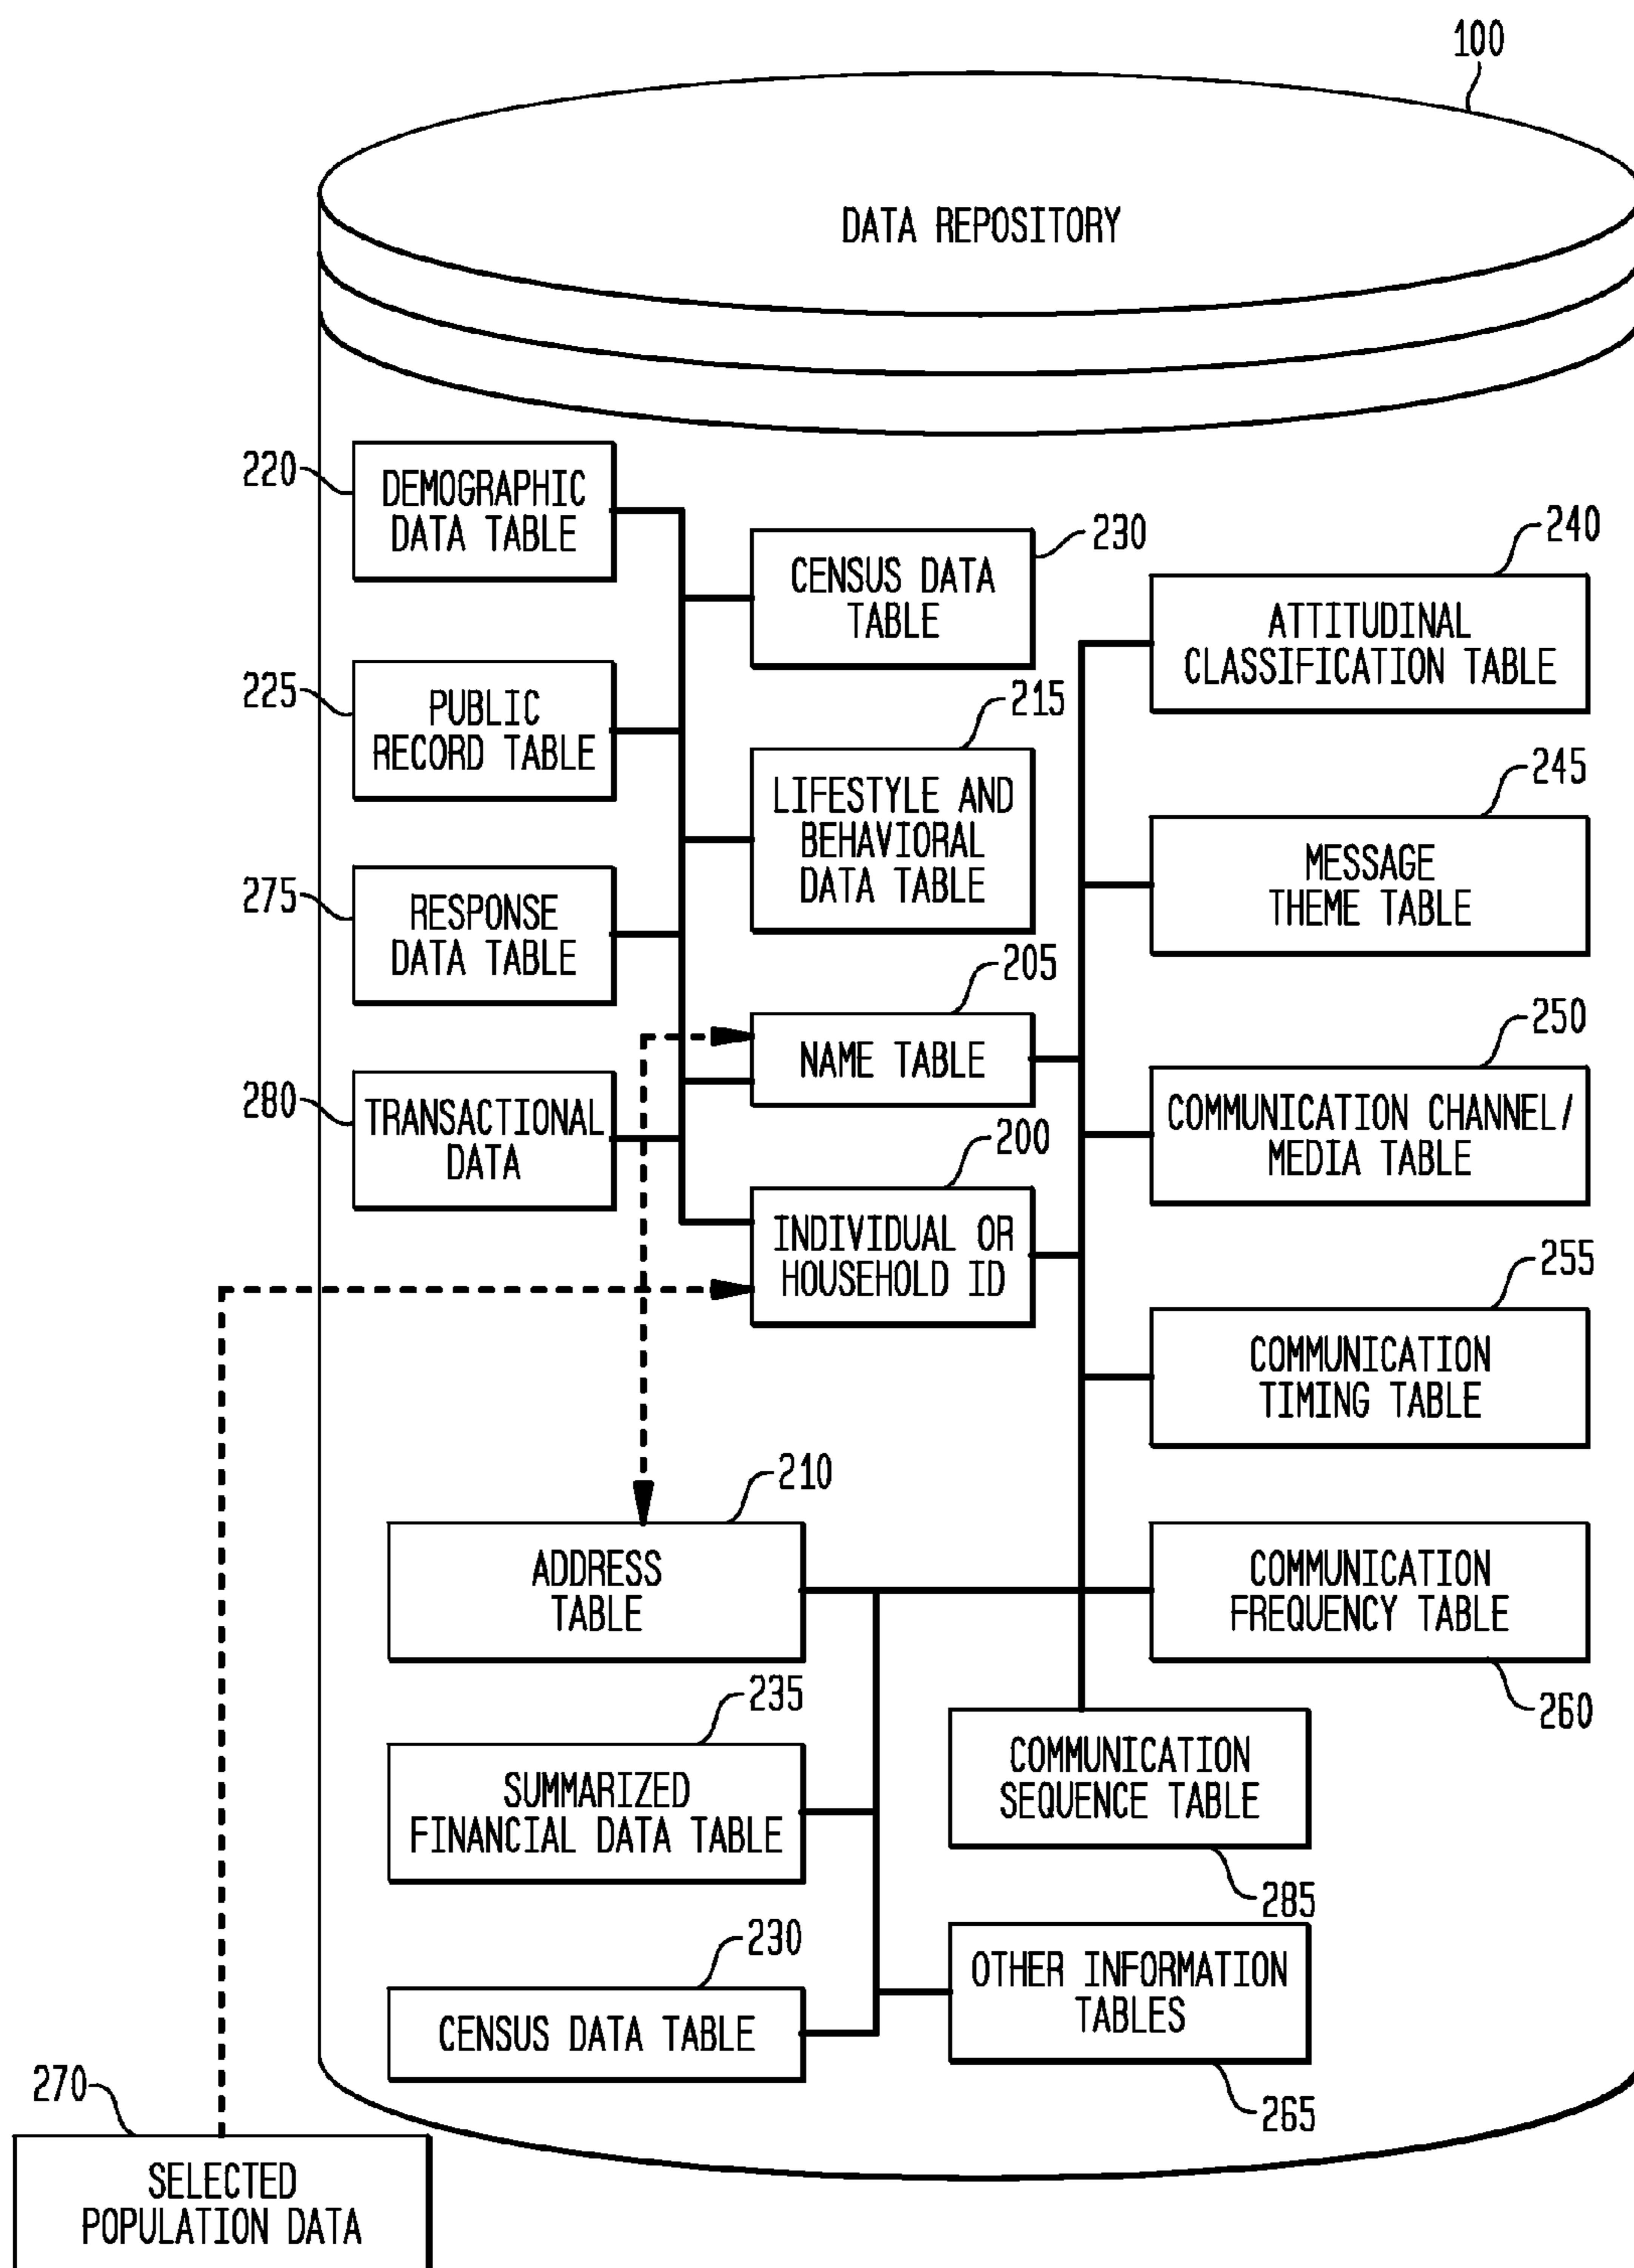 100
DATA REPOSITORY
220
DEMOGRAPHIC
DATA TABLE
230
CENSUS DATA
TABLE
240
ATTITUDINAL
CLASSIFICATION TABLE
225
PUBLIC
RECORD TABLE
215
LIFESTYLE AND
BEHAVIORAL
DATA TABLE
245
MESSAGE
THEME TABLE
275
RESPONSE
DATA TABLE
205
NAME TABLE
250
COMMUNICATION CHANNEL/
MEDIA TABLE
280
TRANSACTIONAL
DATA
200
INDIVIDUAL OR
HOUSEHOLD ID
255
COMMUNICATION
TIMING TABLE
210
ADDRESS
TABLE
COMMUNICATION
FREQUENCY TABLE
260
235
SUMMARIZED
FINANCIAL DATA TABLE
COMMUNICATION
SEQUENCE TABLE
285
230
CENSUS DATA TABLE
OTHER INFORMATION
TABLES
265
270
SELECTED
POPULATION DATA